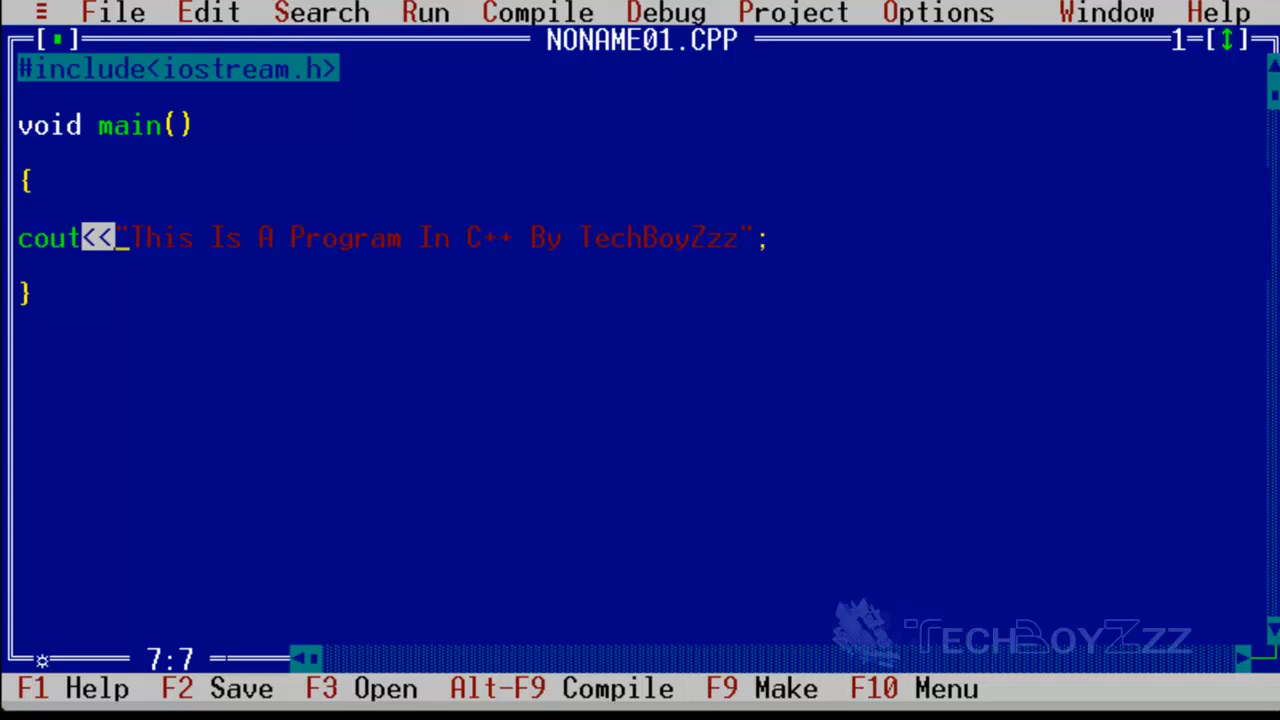 ≡ File Edit Search Run Compile Debug Project Options Window Help
[■] NONAME01.CPP 1=[↕]
#include<iostream.h>
void main()
{
cout<<"This Is A Program In C++ By TechBoyZzz";
}
TECHBOYZZZ
7:7
F1 Help F2 Save F3 Open Alt-F9 Compile F9 Make F10 Menu